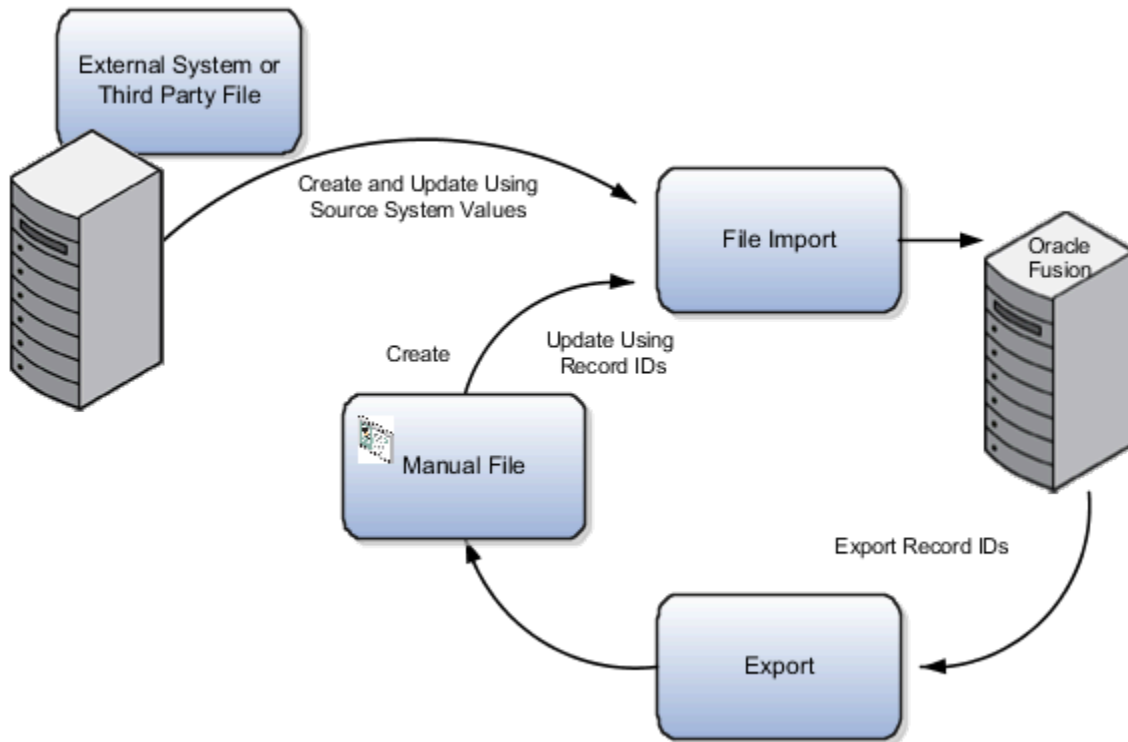 External System or
Third Party File
Create and Update Using
Source System Values
File Import
Oracle
Fusion
Create
Update Using
Record IDs
Manual File
Export Record IDs
Export